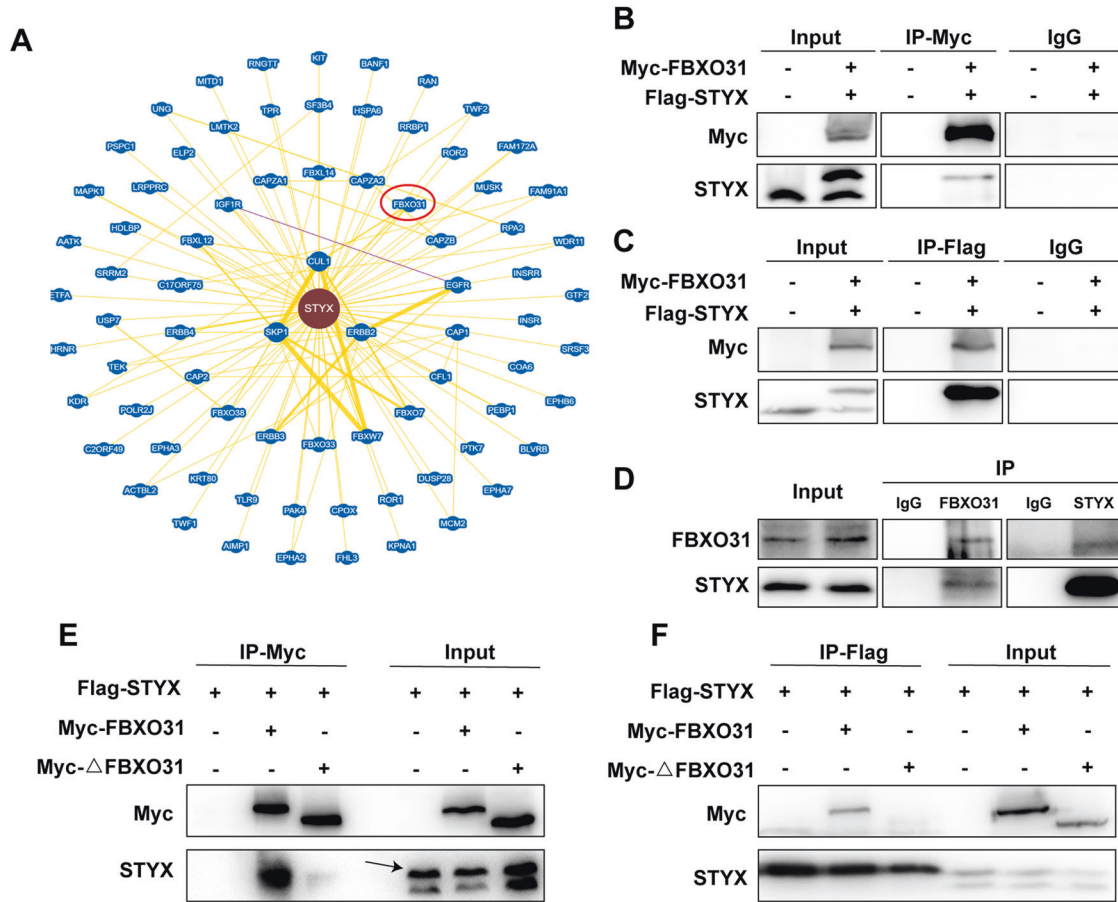 A
KIT
RNGTT
BANF1
MITD1
RAN
TPR
SF3B4
HSPA6
UNG
LMTK2
RRBP1
TWF2
PSPC1
ELP2
FBXL14
ROR2
FAM172A
CAPZA1
CAPZA2
MAPK1
LRPPRC
IGF1R
FBXO31
MUSK
FAM91A1
HDLBP
FBXL12
CAPZB
RPA2
WDR11
AATK
SRRM2
C17ORF75
CUL1
EGFR
INSRR
ETFA
USP7
ERBB4
STYX
INSR
GTF2
HRNR
SKP1
ERBB2
CAP1
SRSF3
TEK
CAP2
CFL1
COA6
KDR
POLR2J
FBXO38
FBXO7
PEBP1
EPHB6
C2ORF49
EPHA3
ERBB3
FBXO33
FBXW7
PTK7
BLVRB
ACTBL2
KRT80
TLR9
DUSP28
EPHA7
TWF1
PAK4
CPOX
ROR1
MCM2
AIMP1
EPHA2
FHL3
KPNA1
B
Input IP-Myc IgG
Myc-FBXO31 - + - + - +
Flag-STYX - + - + - +
Myc
STYX
C
Input IP-Flag IgG
Myc-FBXO31 - + - + - +
Flag-STYX - + - + - +
Myc
STYX
D
IP
Input IgG FBXO31 IgG STYX
FBXO31
STYX
E
IP-Myc Input
Flag-STYX + + + + + +
Myc-FBXO31 - + - - + -
Myc-△FBXO31 - - + - - +
Myc
STYX
F
IP-Flag Input
Flag-STYX + + + + + +
Myc-FBXO31 - + - - + -
Myc-△FBXO31 - - + - - +
Myc
STYX